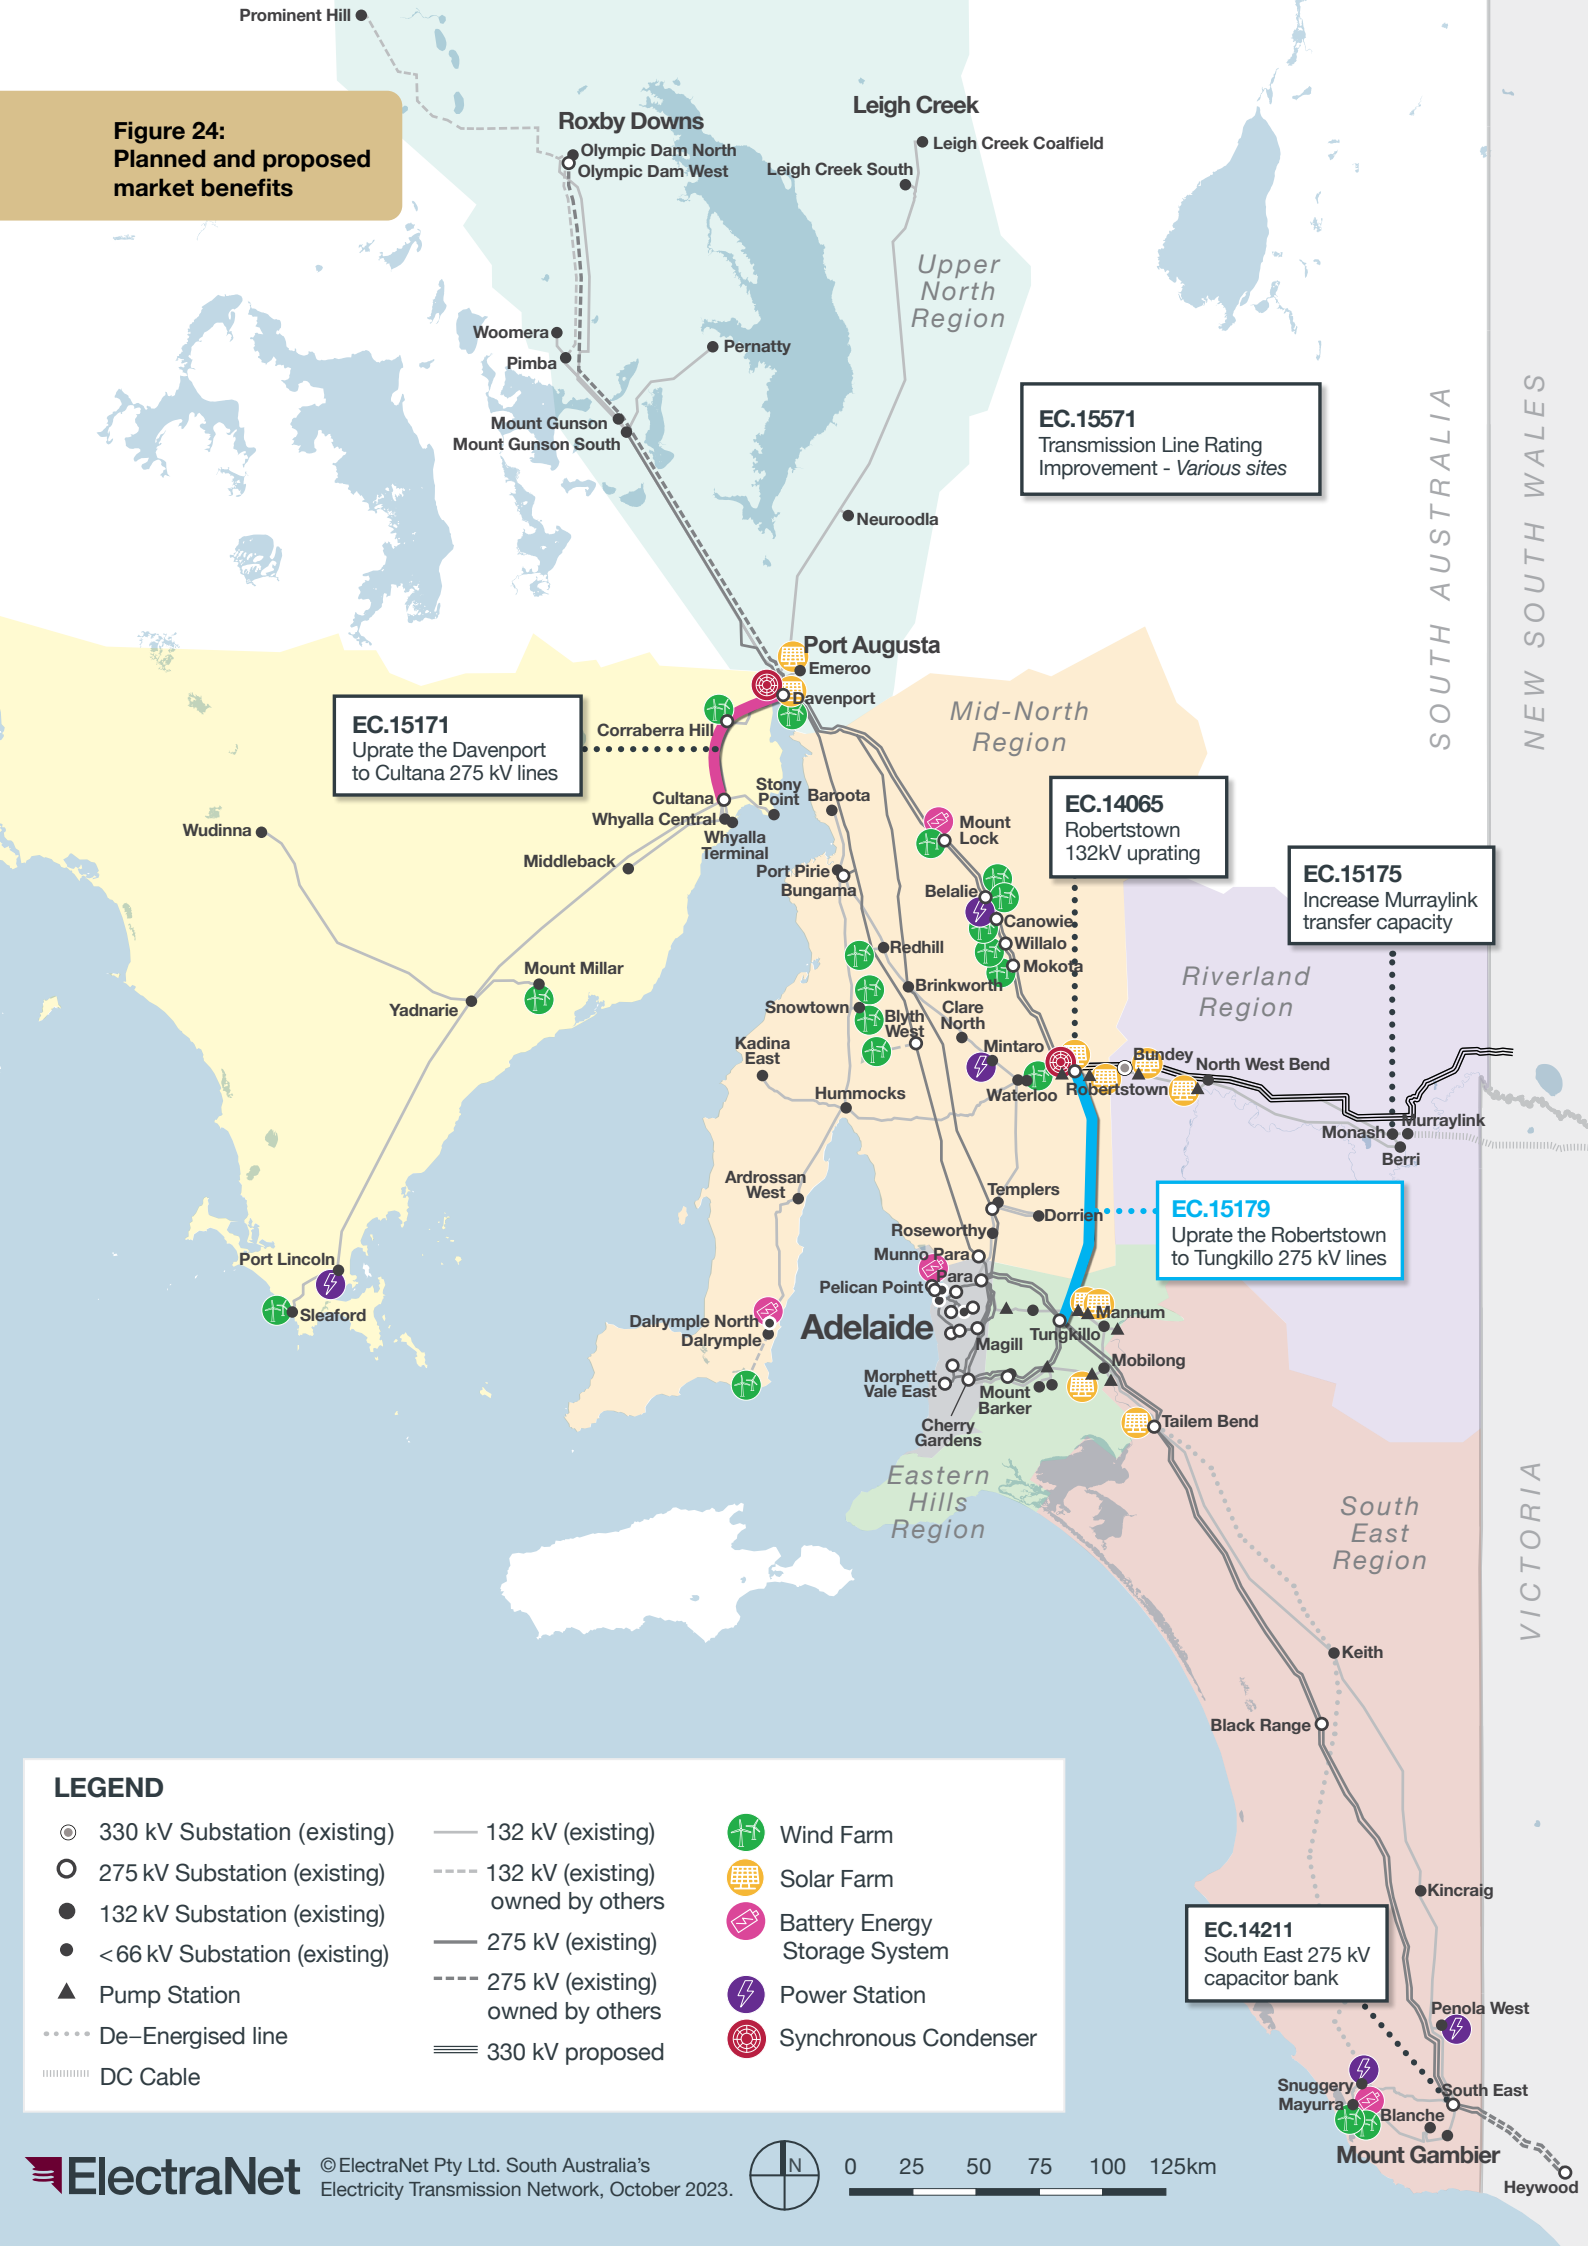 Prominent Hill
Figure 24:
Planned and proposed
market benefits
Roxby Downs
Olympic Dam North
Olympic Dam West
Leigh Creek
Leigh Creek Coalfield
Leigh Creek South
Upper
North
Region
Woomera
Pimba
Pernatty
Mount Gunson
Mount Gunson South
EC.15571
Transmission Line Rating
Improvement - Various sites
SOUTH AUSTRALIA
NEW SOUTH WALES
Neuroodla
Port Augusta
Emeroo
Davenport
EC.15171
Uprate the Davenport
to Cultana 275 kV lines
Corraberra Hill
Mid-North
Region
Cultana
Stony
Point
Baroota
Whyalla Central
Whyalla
Terminal
Wudinna
Middleback
Port Pirie
Bungama
Mount
Lock
EC.14065
Robertstown
132kV uprating
Belalie
Canowie
Willalo
Mokota
EC.15175
Increase Murraylink
transfer capacity
Redhill
Brinkworth
Mount Millar
Yadnarie
Snowtown
Blyth
West
Clare
North
Riverland
Region
Kadina
East
Mintaro
Bundey
North West Bend
Waterloo
Robertstown
Hummocks
Murraylink
Monash
Berri
Ardrossan
West
Templers
Dorrien
EC.15179
Uprate the Robertstown
to Tungkillo 275 kV lines
Roseworthy
Munno Para
Para
Pelican Point
Port Lincoln
Sleaford
Dalrymple North
Dalrymple
Adelaide
Magill
Tungkillo
Mannum
Mobilong
Morphett
Vale East
Mount
Barker
Cherry
Gardens
Tailem Bend
Eastern
Hills
Region
South
East
Region
VICTORIA
Keith
Black Range
Kincraig
EC.14211
South East 275 kV
capacitor bank
Penola West
Snuggery
Mayurra
Blanche
South East
Mount Gambier
Heywood
LEGEND
330 kV Substation (existing)
275 kV Substation (existing)
132 kV Substation (existing)
<66 kV Substation (existing)
Pump Station
De–Energised line
DC Cable
132 kV (existing)
132 kV (existing)
owned by others
275 kV (existing)
275 kV (existing)
owned by others
330 kV proposed
Wind Farm
Solar Farm
Battery Energy
Storage System
Power Station
Synchronous Condenser
ElectraNet
© ElectraNet Pty Ltd. South Australia's
Electricity Transmission Network, October 2023.
N
0 25 50 75 100 125km